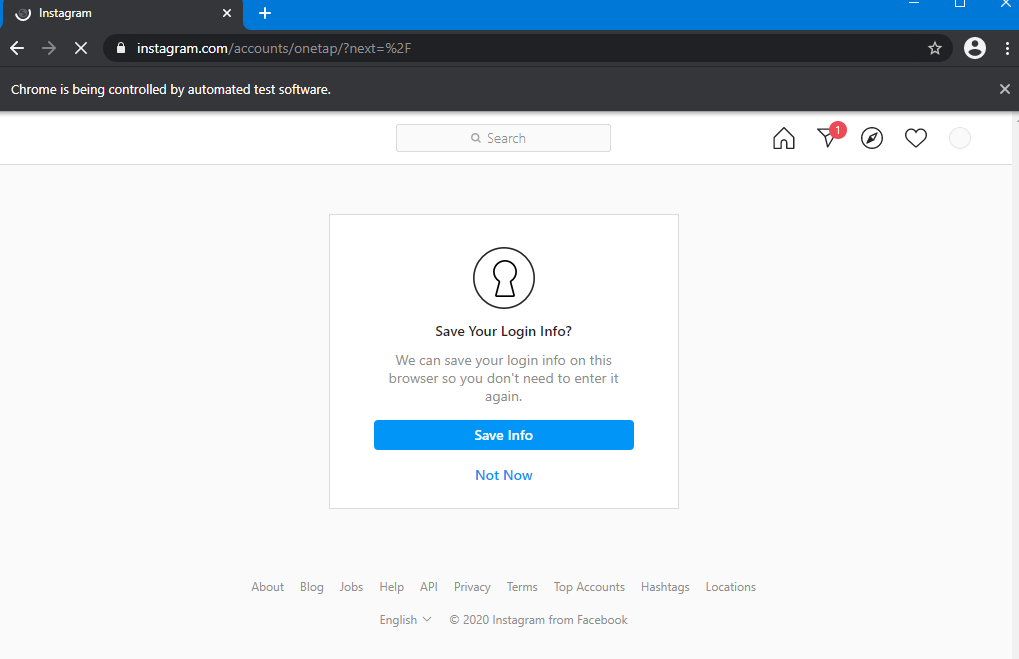 Instagram
instagram.com/accounts/onetap/?next=%2F
Chrome is being controlled by automated test software.
Search
1
Save Your Login Info?
We can save your login info on this
browser so you don't need to enter it
again.
Save Info
Not Now
About Blog Jobs Help API Privacy Terms Top Accounts Hashtags Locations
English © 2020 Instagram from Facebook